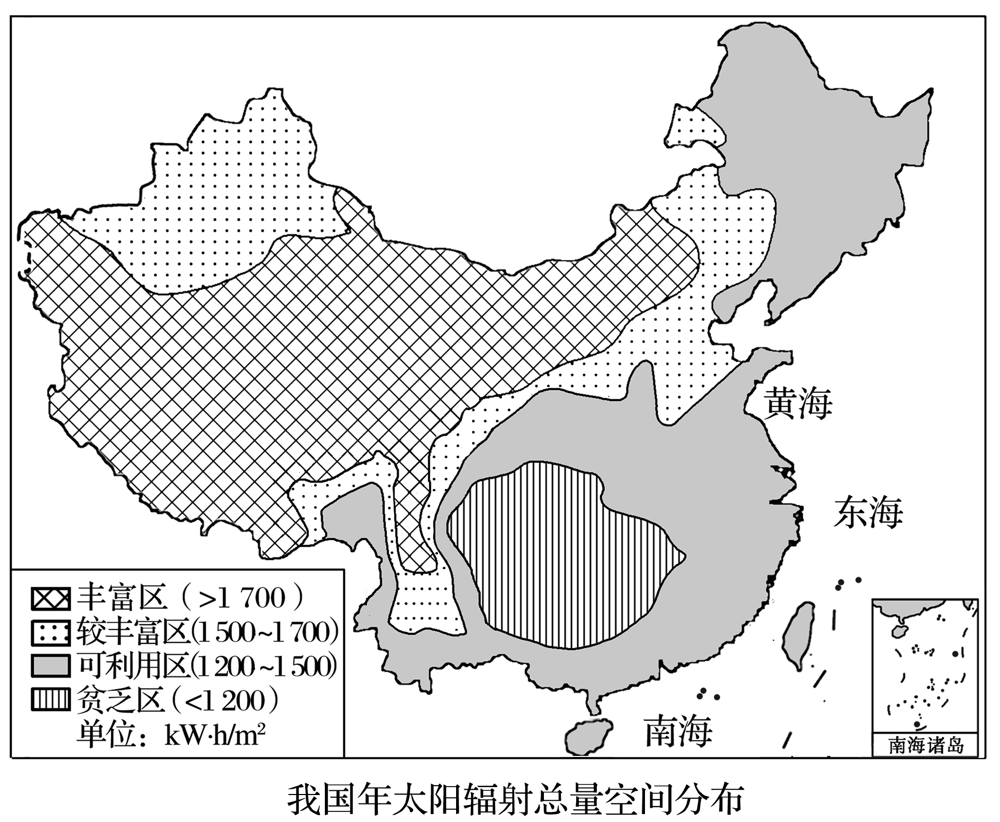 黄海
东海
南海
丰富区（>1 700）
较丰富区(1 500~1 700)
可利用区(1 200~1 500)
贫乏区（<1 200）
单位：kW·h/m²
南海诸岛
我国年太阳辐射总量空间分布